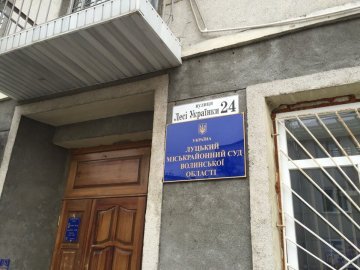 вулиця
Лесі Українки 24
УКРАЇНА
ЛУЦЬКИЙ
МІСЬКРАЙОННИЙ СУД
ВОЛИНСЬКОЇ
ОБЛАСТІ